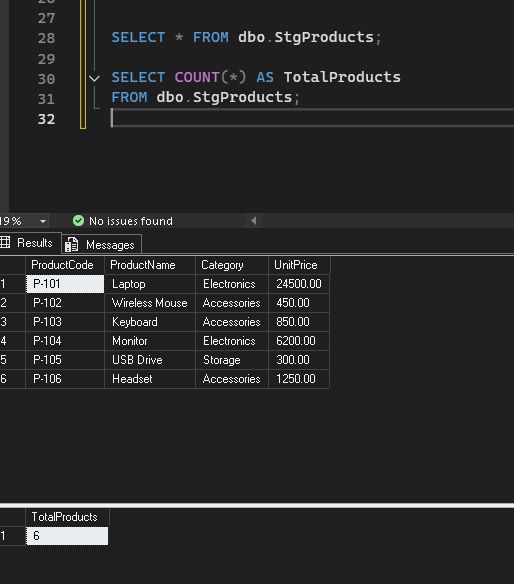 27
28 SELECT * FROM dbo.StgProducts;
29
30 SELECT COUNT(*) AS TotalProducts
31 FROM dbo.StgProducts;
32
No issues found
Results Messages
ProductCode ProductName Category UnitPrice
1 P-101 Laptop Electronics 24500.00
2 P-102 Wireless Mouse Accessories 450.00
3 P-103 Keyboard Accessories 850.00
4 P-104 Monitor Electronics 6200.00
5 P-105 USB Drive Storage 300.00
6 P-106 Headset Accessories 1250.00
TotalProducts
1 6